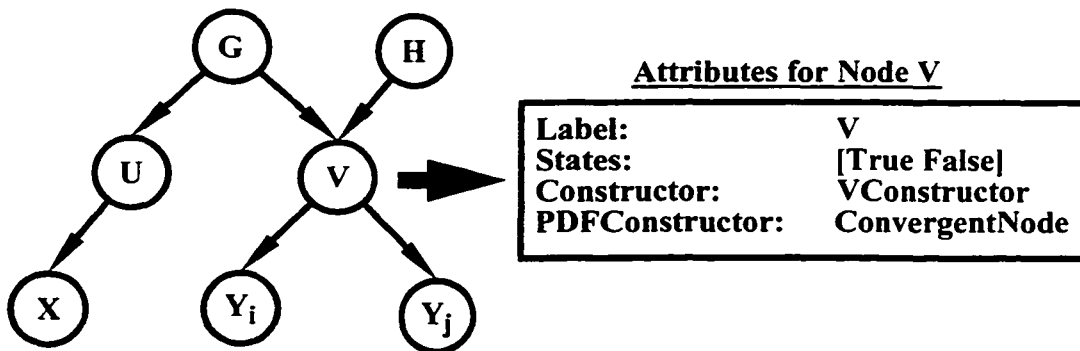 G
H
Attributes for Node V
Label: V
States: [True False]
Constructor: VConstructor
PDFConstructor: ConvergentNode
U
V
X
Yi
Yj